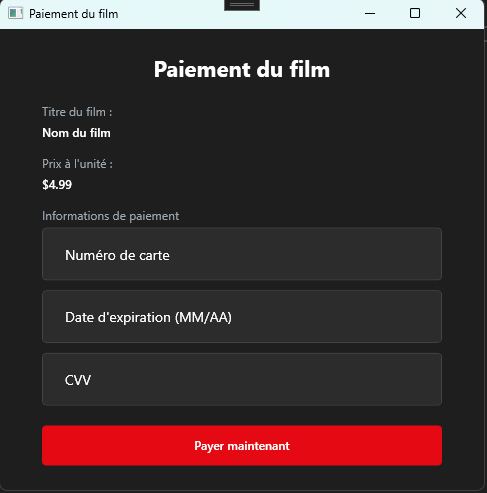 Paiement du film
Paiement du film
Titre du film :
Nom du film
Prix à l'unité :
$4.99
Informations de paiement
Numéro de carte
Date d'expiration (MM/AA)
CVV
Payer maintenant